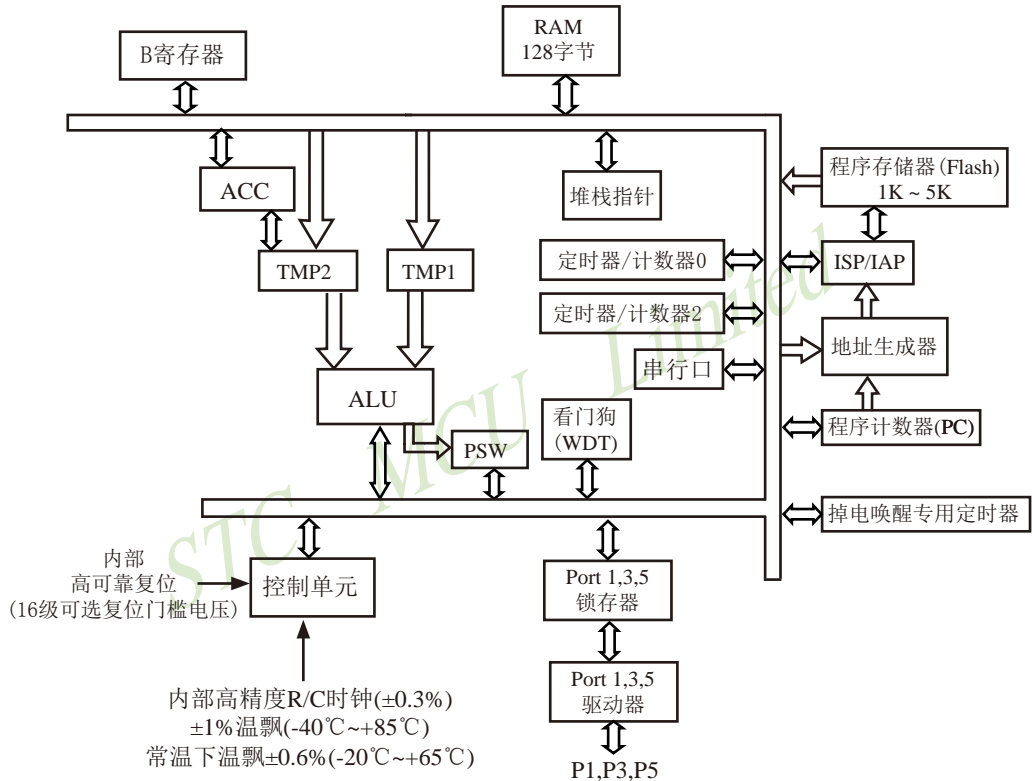 B寄存器
RAM
128字节
ACC
堆栈指针
程序存储器(Flash)
1K ~ 5K
TMP2
TMP1
定时器/计数器0
ISP/IAP
定时器/计数器2
地址生成器
串行口
ALU
看门狗
(WDT)
程序计数器(PC)
PSW
掉电唤醒专用定时器
STC MCU Limited
内部
高可靠复位
(16级可选复位门槛电压)
控制单元
Port 1,3,5
锁存器
内部高精度R/C时钟(±0.3%)
±1%温飘(-40℃~+85℃)
常温下温飘±0.6%(-20℃~+65℃)
Port 1,3,5
驱动器
P1,P3,P5